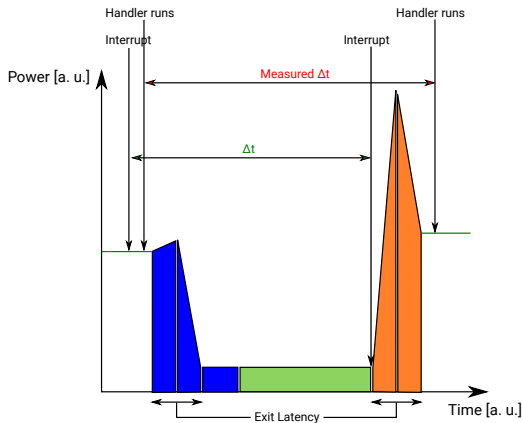 Handler runs
Handler runs
Interrupt
Interrupt
Power [a. u.]
Measured Δt
Δt
Time [a. u.]
Exit Latency